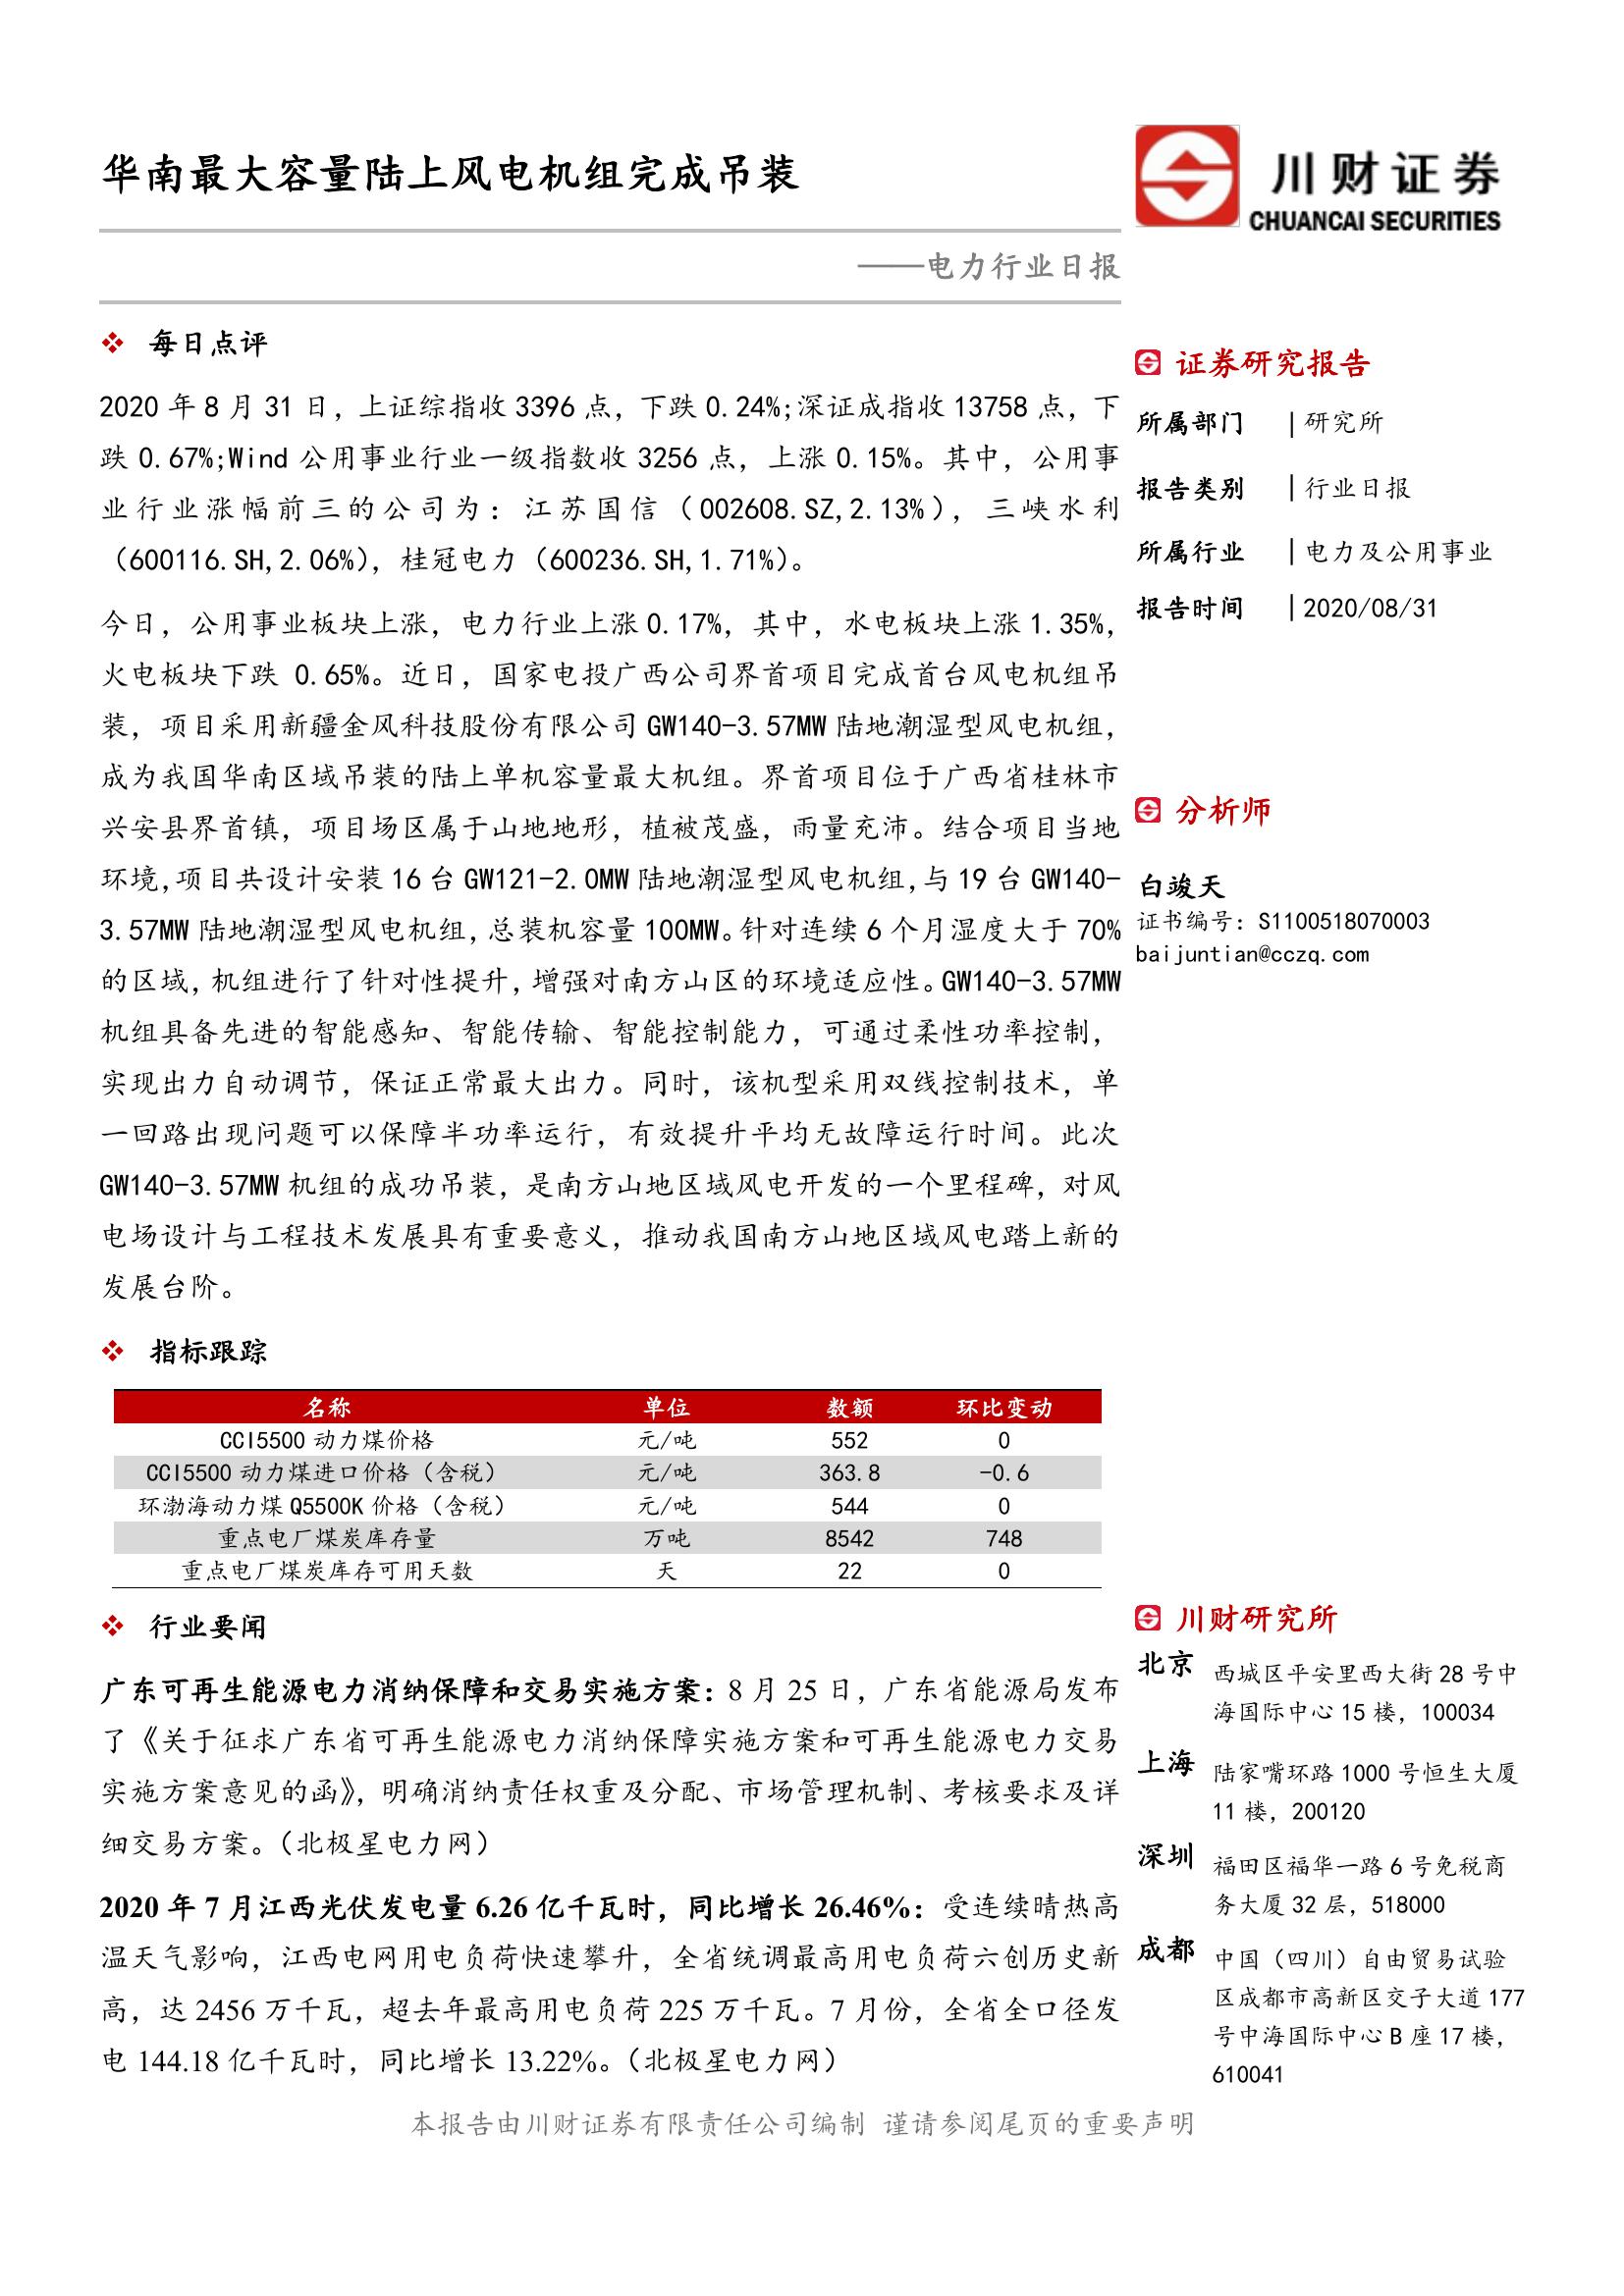 华南最大容量陆上风电机组完成吊装
川财证券
CHUANCAI SECURITIES
——电力行业日报
❖ 每日点评
2020 年 8 月 31 日，上证综指收 3396 点，下跌 0.24%;深证成指收 13758 点，下
跌 0.67%;Wind 公用事业行业一级指数收 3256 点，上涨 0.15%。其中，公用事
业行业涨幅前三的公司为：江苏国信（002608.SZ,2.13%），三峡水利
（600116.SH,2.06%），桂冠电力（600236.SH,1.71%）。
今日，公用事业板块上涨，电力行业上涨 0.17%，其中，水电板块上涨 1.35%，
火电板块下跌 0.65%。近日，国家电投广西公司界首项目完成首台风电机组吊
装，项目采用新疆金风科技股份有限公司 GW140-3.57MW 陆地潮湿型风电机组，
成为我国华南区域吊装的陆上单机容量最大机组。界首项目位于广西省桂林市
兴安县界首镇，项目场区属于山地地形，植被茂盛，雨量充沛。结合项目当地
环境，项目共设计安装 16 台 GW121-2.0MW 陆地潮湿型风电机组，与 19 台 GW140-
3.57MW 陆地潮湿型风电机组，总装机容量 100MW。针对连续 6 个月湿度大于 70%
的区域，机组进行了针对性提升，增强对南方山区的环境适应性。GW140-3.57MW
机组具备先进的智能感知、智能传输、智能控制能力，可通过柔性功率控制，
实现出力自动调节，保证正常最大出力。同时，该机型采用双线控制技术，单
一回路出现问题可以保障半功率运行，有效提升平均无故障运行时间。此次
GW140-3.57MW 机组的成功吊装，是南方山地区域风电开发的一个里程碑，对风
电场设计与工程技术发展具有重要意义，推动我国南方山地区域风电踏上新的
发展台阶。
❖ 指标跟踪
名称 单位 数额 环比变动
CCI5500 动力煤价格 元/吨 552 0
CCI5500 动力煤进口价格（含税） 元/吨 363.8 -0.6
环渤海动力煤 Q5500K 价格（含税） 元/吨 544 0
重点电厂煤炭库存量 万吨 8542 748
重点电厂煤炭库存可用天数 天 22 0
❖ 行业要闻
广东可再生能源电力消纳保障和交易实施方案：8 月 25 日，广东省能源局发布
了《关于征求广东省可再生能源电力消纳保障实施方案和可再生能源电力交易
实施方案意见的函》，明确消纳责任权重及分配、市场管理机制、考核要求及详
细交易方案。（北极星电力网）
2020 年 7 月江西光伏发电量 6.26 亿千瓦时，同比增长 26.46%：受连续晴热高
温天气影响，江西电网用电负荷快速攀升，全省统调最高用电负荷六创历史新
高，达 2456 万千瓦，超去年最高用电负荷 225 万千瓦。7 月份，全省全口径发
电 144.18 亿千瓦时，同比增长 13.22%。（北极星电力网）
证券研究报告
所属部门 | 研究所
报告类别 | 行业日报
所属行业 | 电力及公用事业
报告时间 | 2020/08/31
分析师
白竣天
证书编号：S1100518070003
baijuntian@cczq.com
川财研究所
北京 西城区平安里西大街 28 号中
海国际中心 15 楼，100034
上海 陆家嘴环路 1000 号恒生大厦
11 楼，200120
深圳 福田区福华一路 6 号免税商
务大厦 32 层，518000
成都 中国（四川）自由贸易试验
区成都市高新区交子大道 177
号中海国际中心 B 座 17 楼，
610041
本报告由川财证券有限责任公司编制 谨请参阅尾页的重要声明